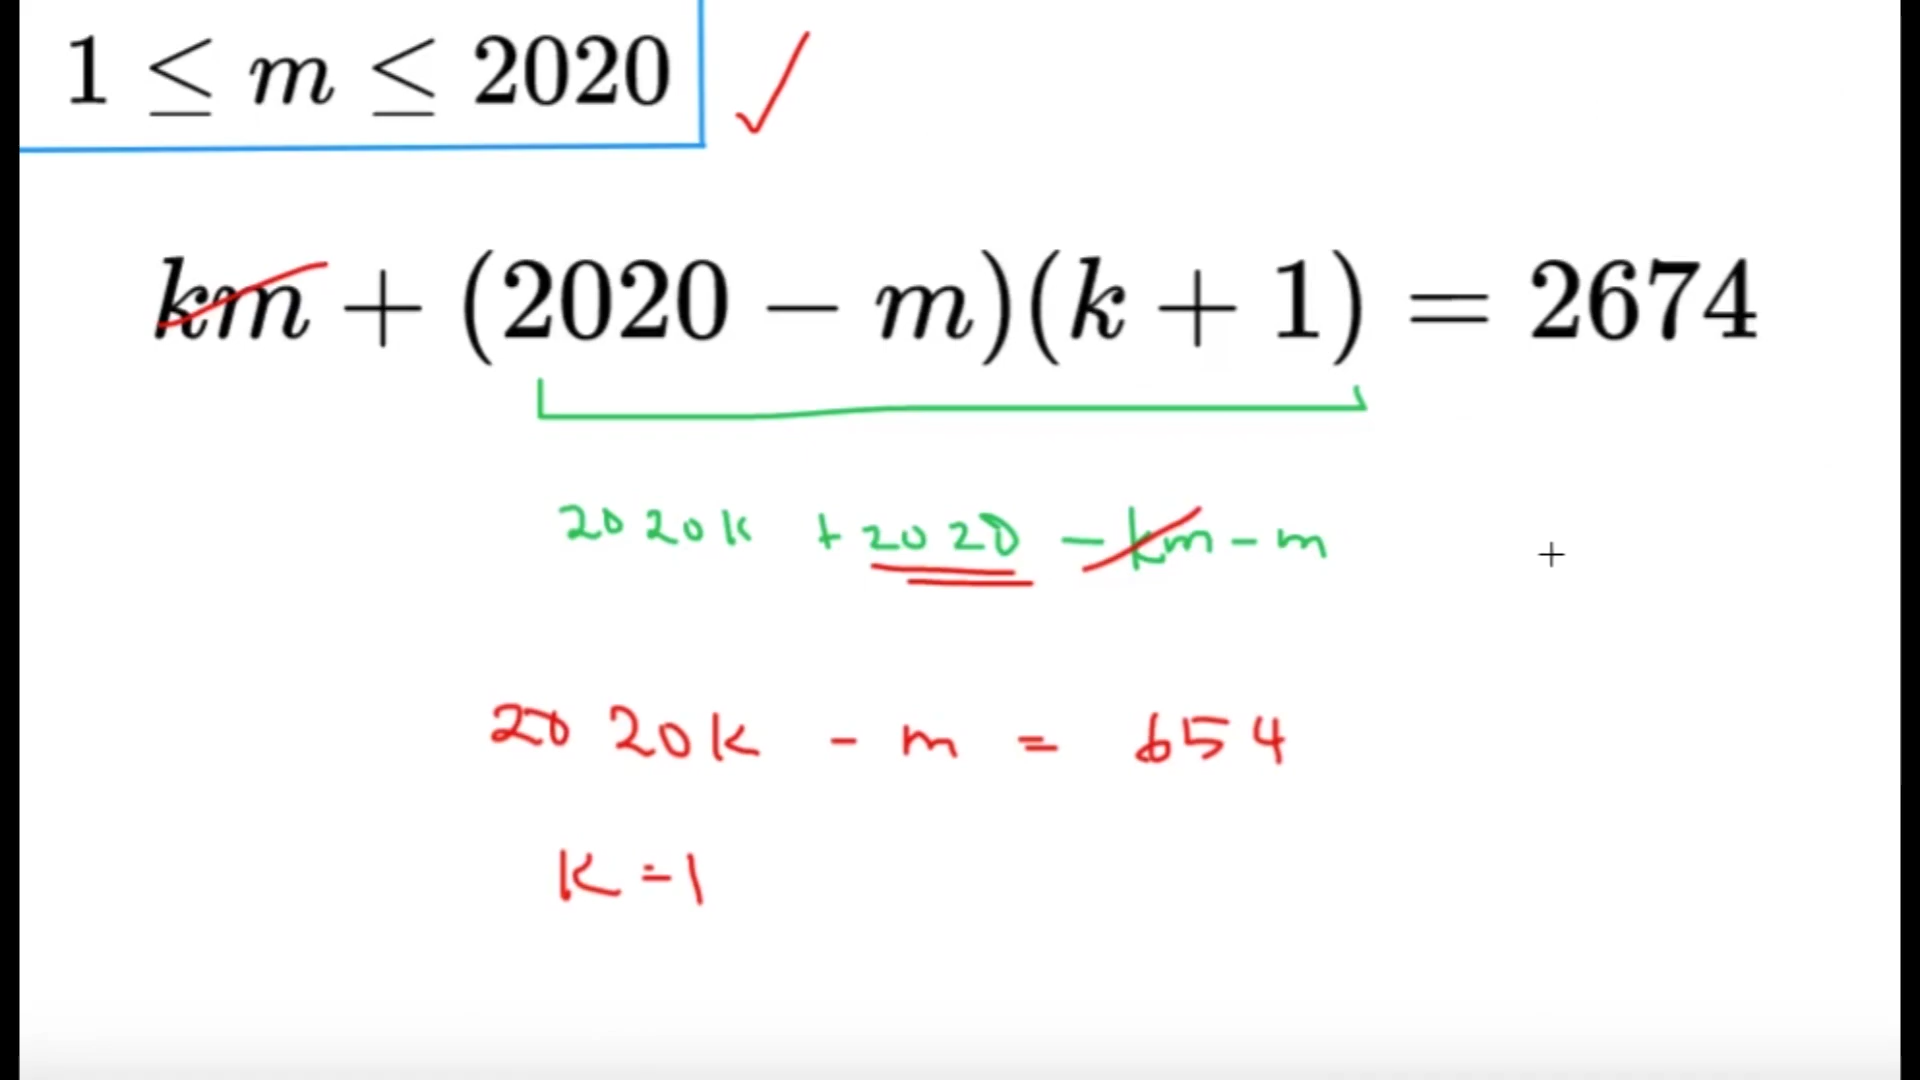 1 ≤ m ≤ 2020 ✓
km + (2020 − m)(k + 1) = 2674
2020k + 2020 − km − m
2020k - m = 654
k = 1